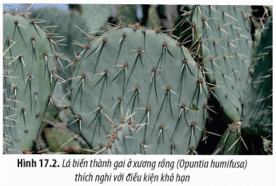 Hình 17.2. Lá biến thành gai ở xương rồng (Opuntia humifusa)
thích nghi với điều kiện khô hạn